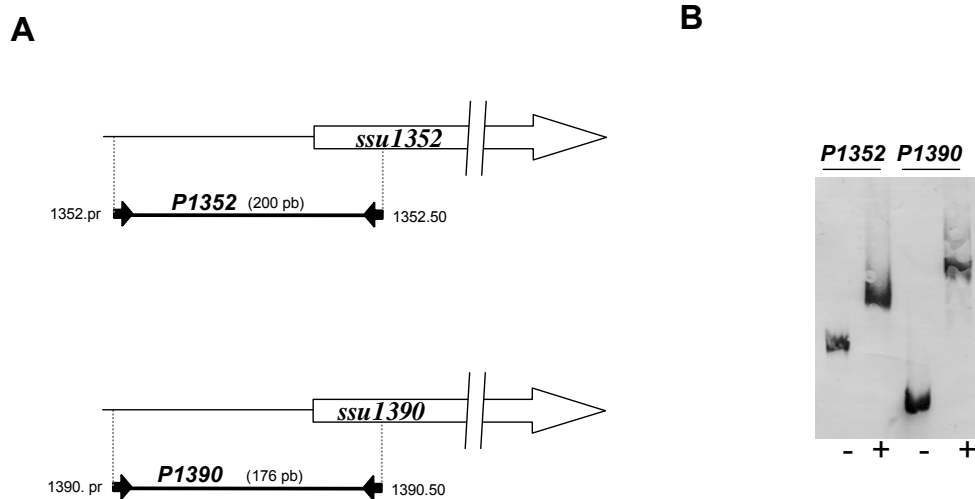 A
ssu1352
P1352 (200 pb)
1352.pr
1352.50
ssu1390
P1390 (176 pb)
1390. pr
1390.50
B
P1352 P1390
- + - +